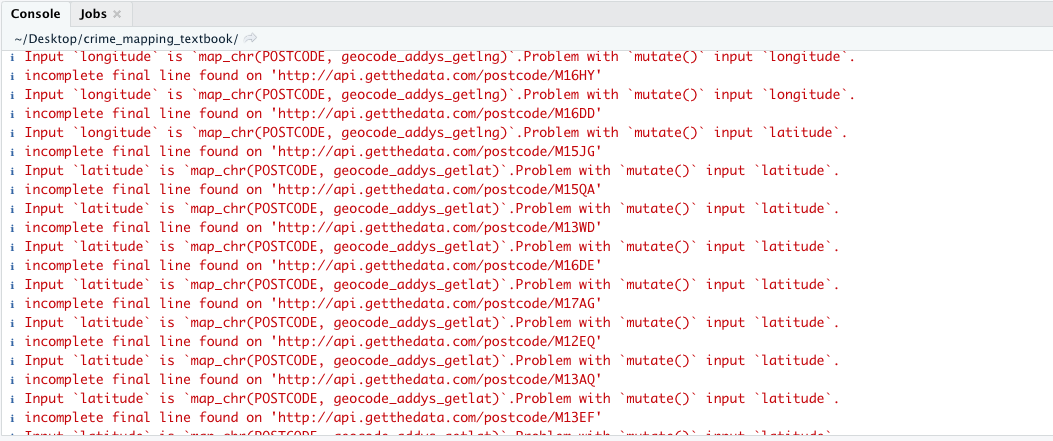 Console Jobs
~/Desktop/crime_mapping_textbook/
Input `longitude` is `map_chr(POSTCODE, geocode_addys_getlng)`.Problem with `mutate()` input `longitude`.
incomplete final line found on 'http://api.getthedata.com/postcode/M16HY'
Input `longitude` is `map_chr(POSTCODE, geocode_addys_getlng)`.Problem with `mutate()` input `longitude`.
incomplete final line found on 'http://api.getthedata.com/postcode/M16DD'
Input `longitude` is `map_chr(POSTCODE, geocode_addys_getlng)`.Problem with `mutate()` input `latitude`.
incomplete final line found on 'http://api.getthedata.com/postcode/M15JG'
Input `latitude` is `map_chr(POSTCODE, geocode_addys_getlat)`.Problem with `mutate()` input `latitude`.
incomplete final line found on 'http://api.getthedata.com/postcode/M15QA'
Input `latitude` is `map_chr(POSTCODE, geocode_addys_getlat)`.Problem with `mutate()` input `latitude`.
incomplete final line found on 'http://api.getthedata.com/postcode/M13WD'
Input `latitude` is `map_chr(POSTCODE, geocode_addys_getlat)`.Problem with `mutate()` input `latitude`.
incomplete final line found on 'http://api.getthedata.com/postcode/M16DE'
Input `latitude` is `map_chr(POSTCODE, geocode_addys_getlat)`.Problem with `mutate()` input `latitude`.
incomplete final line found on 'http://api.getthedata.com/postcode/M17AG'
Input `latitude` is `map_chr(POSTCODE, geocode_addys_getlat)`.Problem with `mutate()` input `latitude`.
incomplete final line found on 'http://api.getthedata.com/postcode/M12EQ'
Input `latitude` is `map_chr(POSTCODE, geocode_addys_getlat)`.Problem with `mutate()` input `latitude`.
incomplete final line found on 'http://api.getthedata.com/postcode/M13AQ'
Input `latitude` is `map_chr(POSTCODE, geocode_addys_getlat)`.Problem with `mutate()` input `latitude`.
incomplete final line found on 'http://api.getthedata.com/postcode/M13EF'